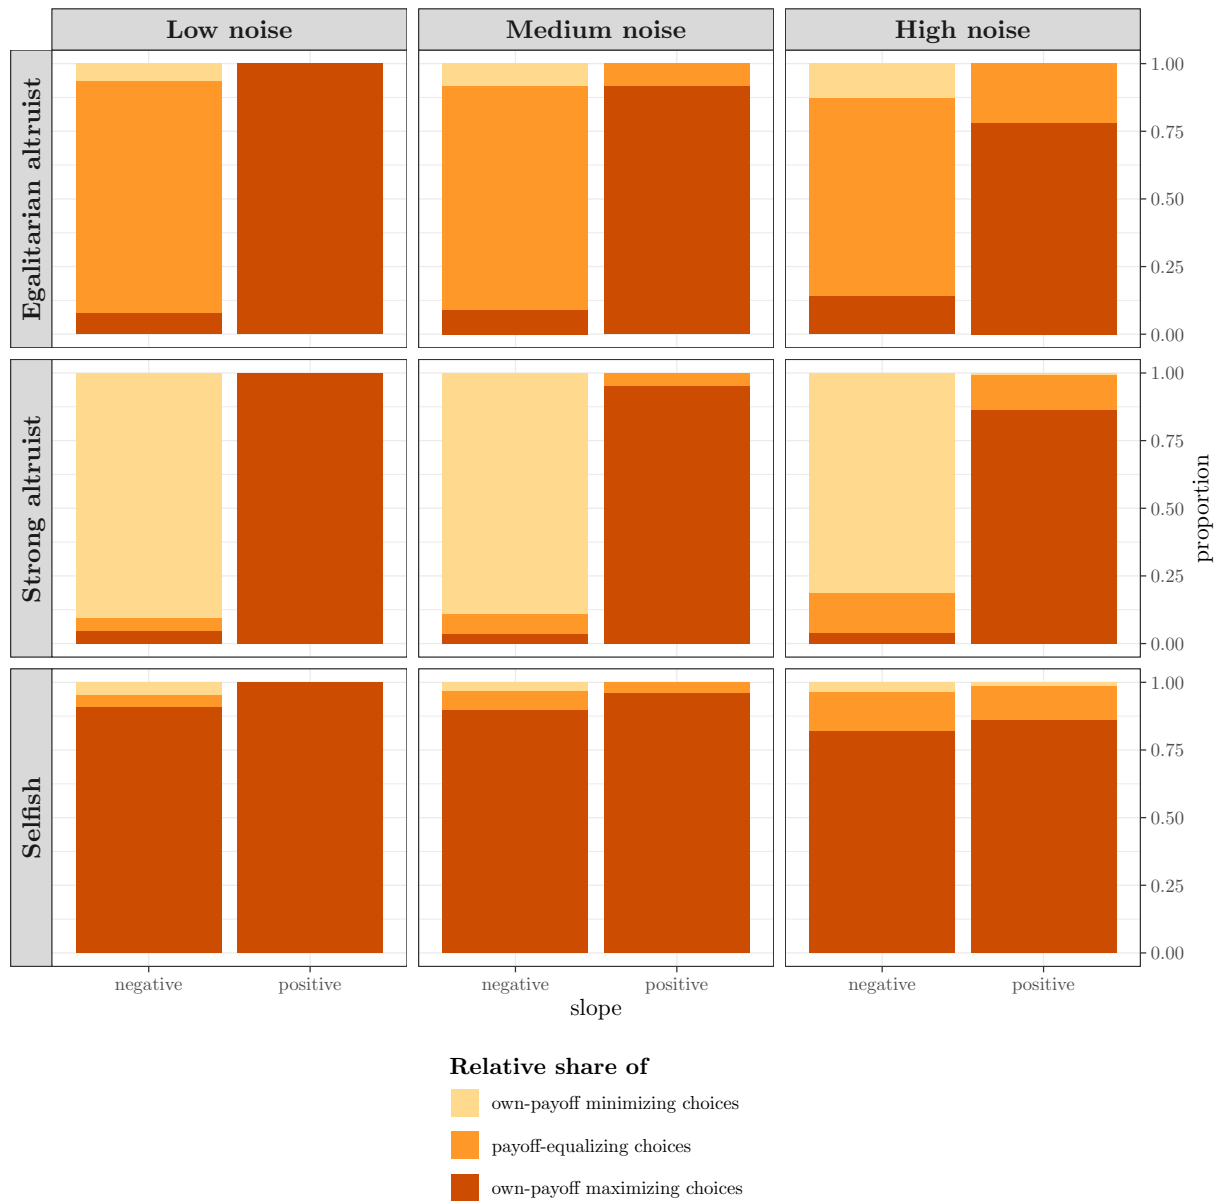 Low noise
Medium noise
High noise
Egalitarian altruist
1.00
0.75
0.50
0.25
0.00
Strong altruist
1.00
0.75
0.50
0.25
0.00
proportion
Selfish
1.00
0.75
0.50
0.25
0.00
negative
positive
negative
positive
negative
positive
slope
Relative share of
own-payoff minimizing choices
payoff-equalizing choices
own-payoff maximizing choices